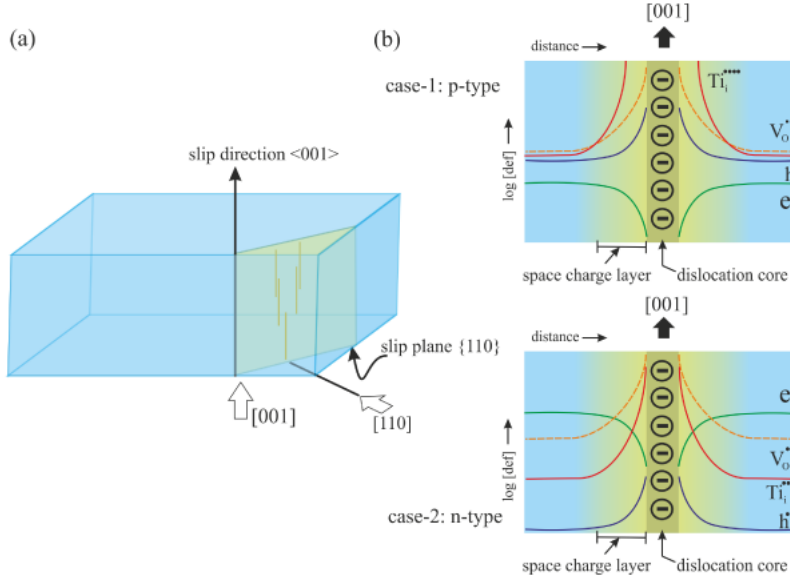 (a)
slip direction <001>
slip plane {110}
[001]
[110]
(b)
[001]
distance
case-1: p-type
Ti i ••••
V O •
h
e
log [def]
space charge layer
dislocation core
[001]
distance
e
log [def]
V O •
Ti i ••
h •
case-2: n-type
space charge layer
dislocation core